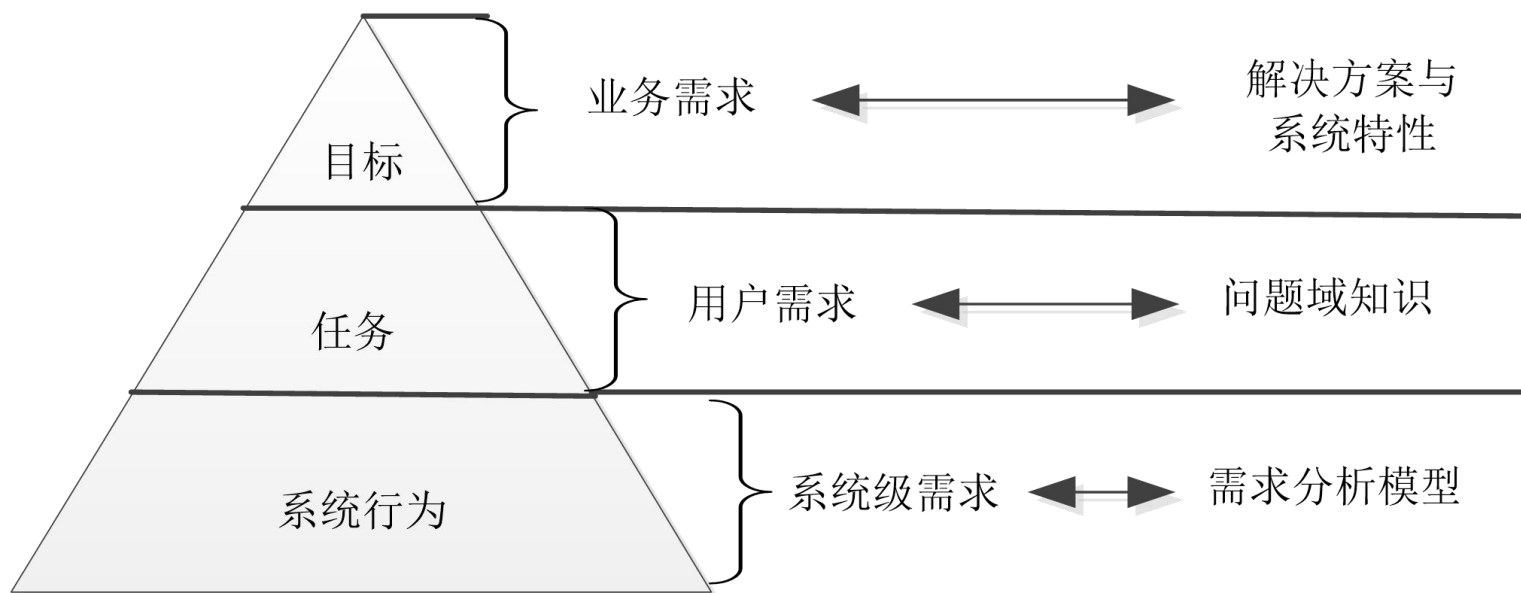 业务需求
解决方案与
系统特性
目标
用户需求
问题域知识
任务
系统级需求
需求分析模型
系统行为